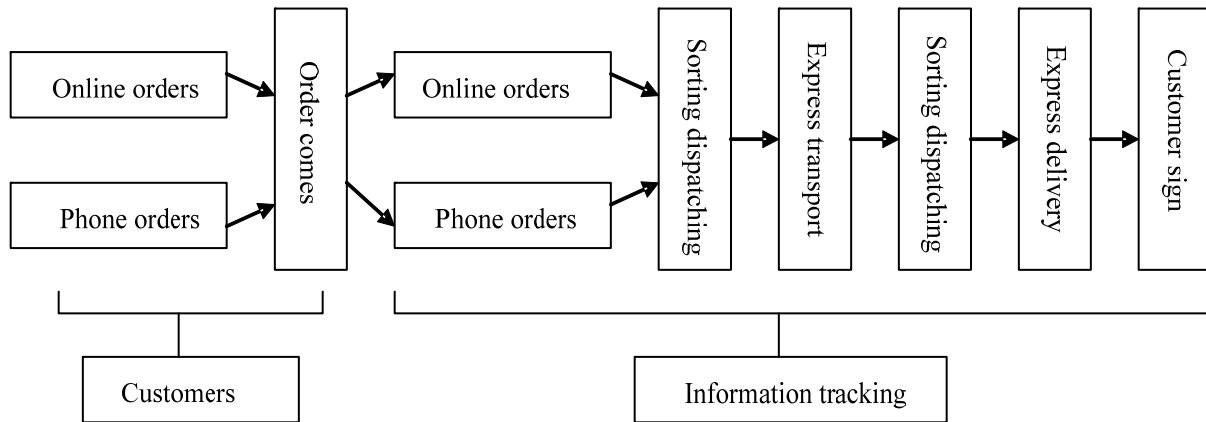 Online orders
Phone orders
Order comes
Online orders
Phone orders
Sorting dispatching
Express transport
Sorting dispatching
Express delivery
Customer sign
Customers
Information tracking